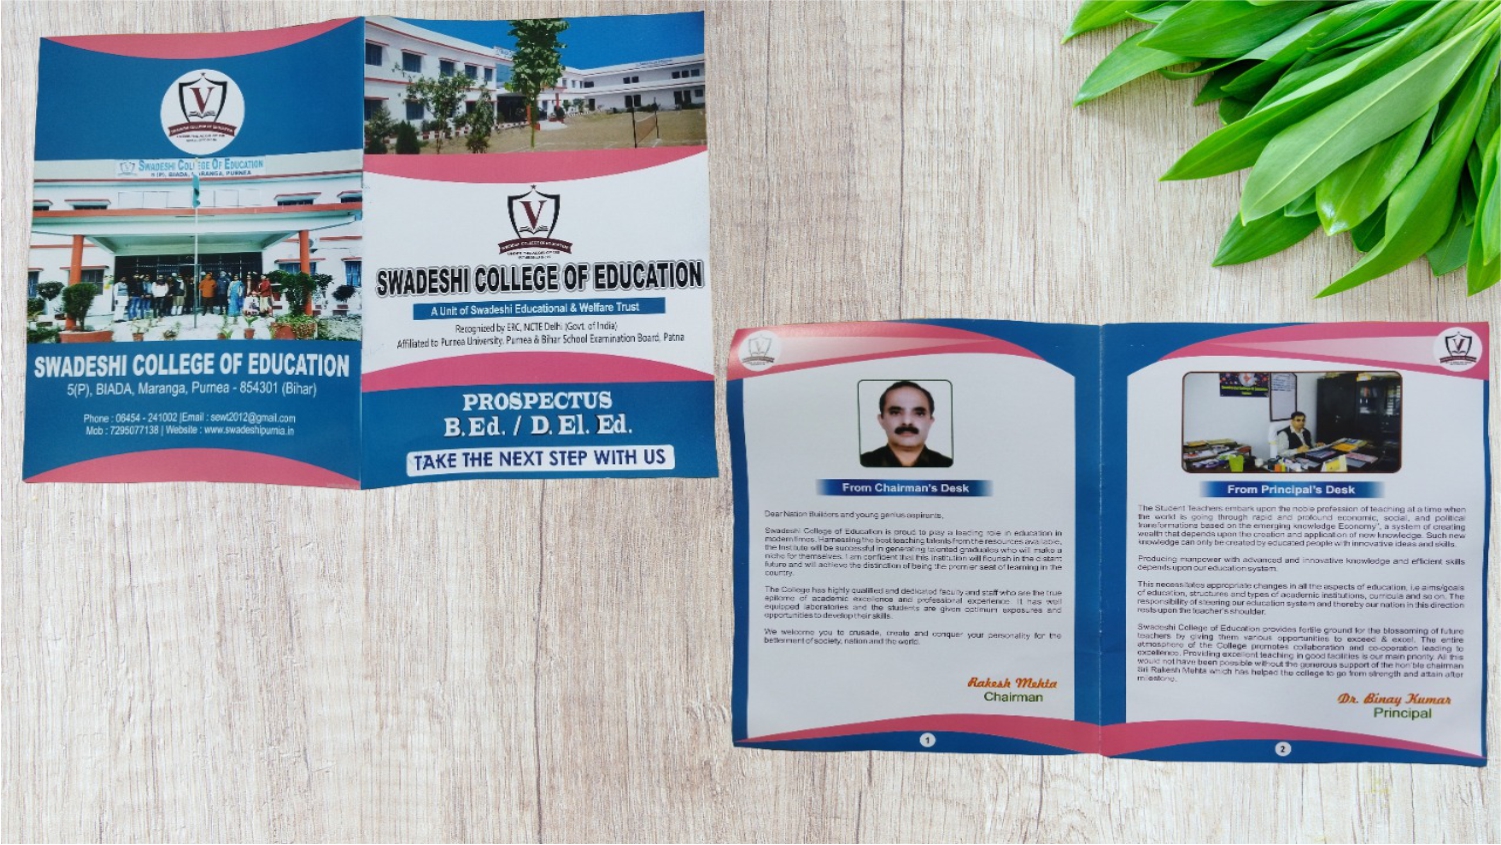 SWADESHI COLLEGE OF EDUCATION
5(P), BIADA, MARANGA, PURNEA
SWADESHI COLLEGE OF EDUCATION
5(P), BIADA, Maranga, Purnea - 854301 (Bihar)
Phone : 06454 - 241002 |Email : sewt2012@gmail.com
Mob : 7295077138 | Website : www.swadeshipurnia.in
V
SWADESHI COLLEGE OF EDUCATION
SWADESHI COLLEGE OF EDUCATION
A Unit of Swadeshi Educational & Welfare Trust
Recognized by ERC, NCTE Delhi (Govt. of India)
Affiliated to Purnea University, Purnea & Bihar School Examination Board, Patna
PROSPECTUS
B.Ed. / D. El. Ed.
TAKE THE NEXT STEP WITH US
From Chairman's Desk
Dear Nation Builders and young genius aspirants,
Swadeshi College of Education is proud to play a leading role in education in
modern times. Harnessing the best teaching talents from the resources available,
the Institute will be successful in generating talented graduates who will make a
niche for themselves. I am confident that this institution will flourish in the distant
future and will achieve the distinction of being the premier seat of learning in the
country.
The College has highly qualified and dedicated faculty and staff who are the true
epitome of academic excellence and professional experience. It has well
equipped laboratories and the students are given optimum exposures and
opportunities to develop their skills.
We welcome you to crusade, create and conquer your personality for the
betterment of society, nation and the world.
Rakesh Mehta
Chairman
1
From Principal's Desk
The Student Teachers embark upon the noble profession of teaching at a time when
the world is going through rapid and profound economic, social, and political
transformations based on the emerging knowledge Economy", a system of creating
wealth that depends upon the creation and application of new knowledge. Such new
knowledge can only be created by educated people with innovative ideas and skills.
Producing manpower with advanced and innovative knowledge and efficient skills
depends upon our education system.
This necessitates appropriate changes in all the aspects of education, i.e aims/goals
of education, structures and types of academic institutions, curricula and so on. The
responsibility of steering our education system and thereby our nation in this direction
rests upon the teacher's shoulder.
Swadeshi College of Education provides fertile ground for the blossoming of future
teachers by giving them various opportunities to exceed & excel. The entire
atmosphere of the College promotes collaboration and co-operation leading to
excellence. Providing excellent teaching in good facilities is our main priority. All this
would not have been possible without the generous support of the hon'ble chairman
Sri Rakesh Mehta which has helped the college to go from strength and attain after
milestone.
Dr. Binay Kumar
Principal
2